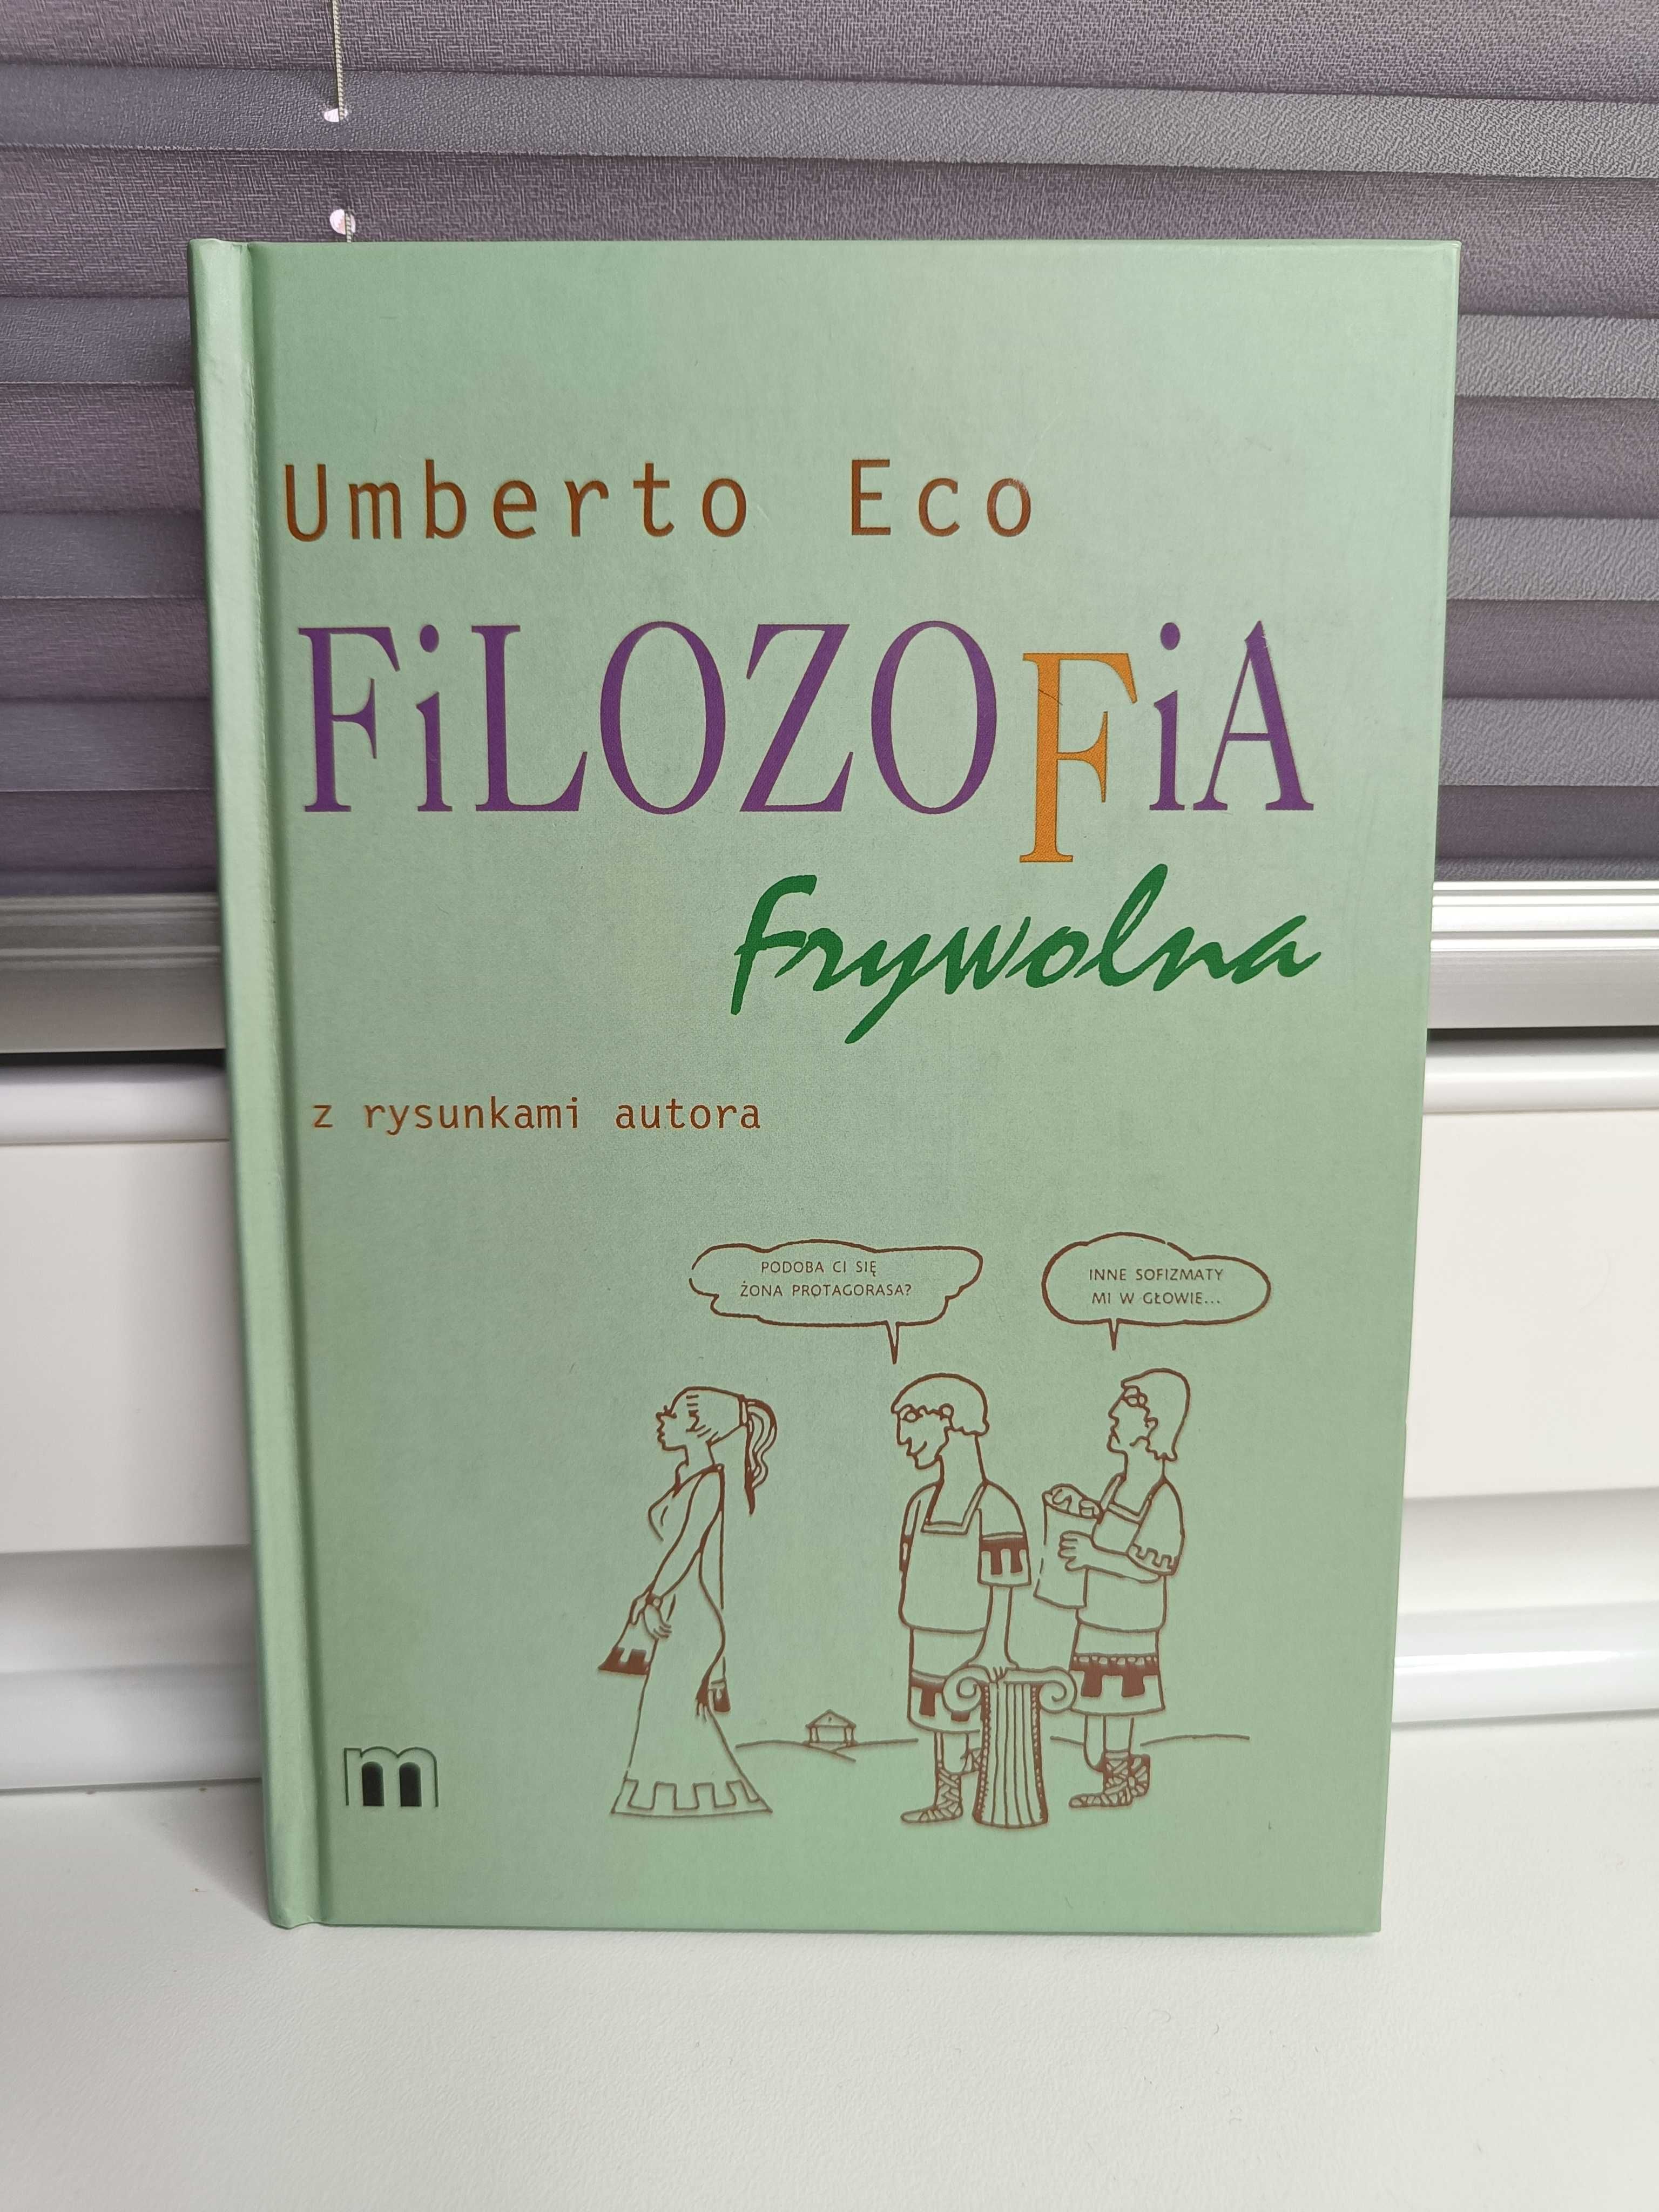 Umberto Eco
FiLOZOFiA
frywolna
z rysunkami autora
PODOBA CI SIĘ
ŻONA PROTAGORASA?
INNE SOFIZMATY
MI W GŁOWIE...
m